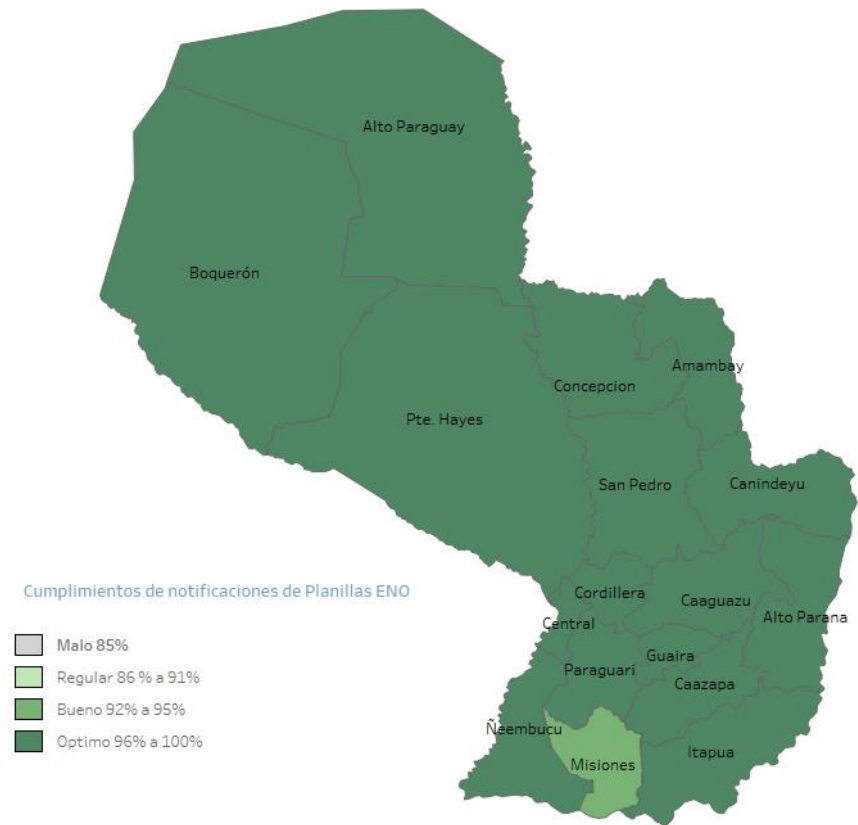 Alto Paraguay
Boquerón
Amambay
Concepcion
Pte. Hayes
San Pedro
Canindeyu
Cumplimientos de notificaciones de Planillas ENO
Malo 85%
Regular 86 % a 91%
Bueno 92% a 95%
Optimo 96% a 100%
Cordillera
Caaguazu
Central
Alto Parana
Guaira
Paraguari
Caazapa
Ñeembucu
Itapua
Misiones